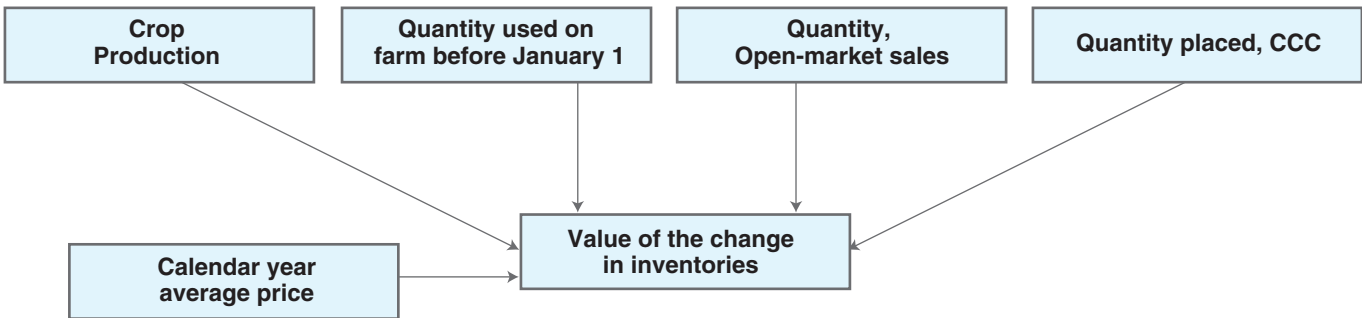 Crop
Production
Quantity used on
farm before January 1
Quantity,
Open-market sales
Quantity placed, CCC
Value of the change
in inventories
Calendar year
average price